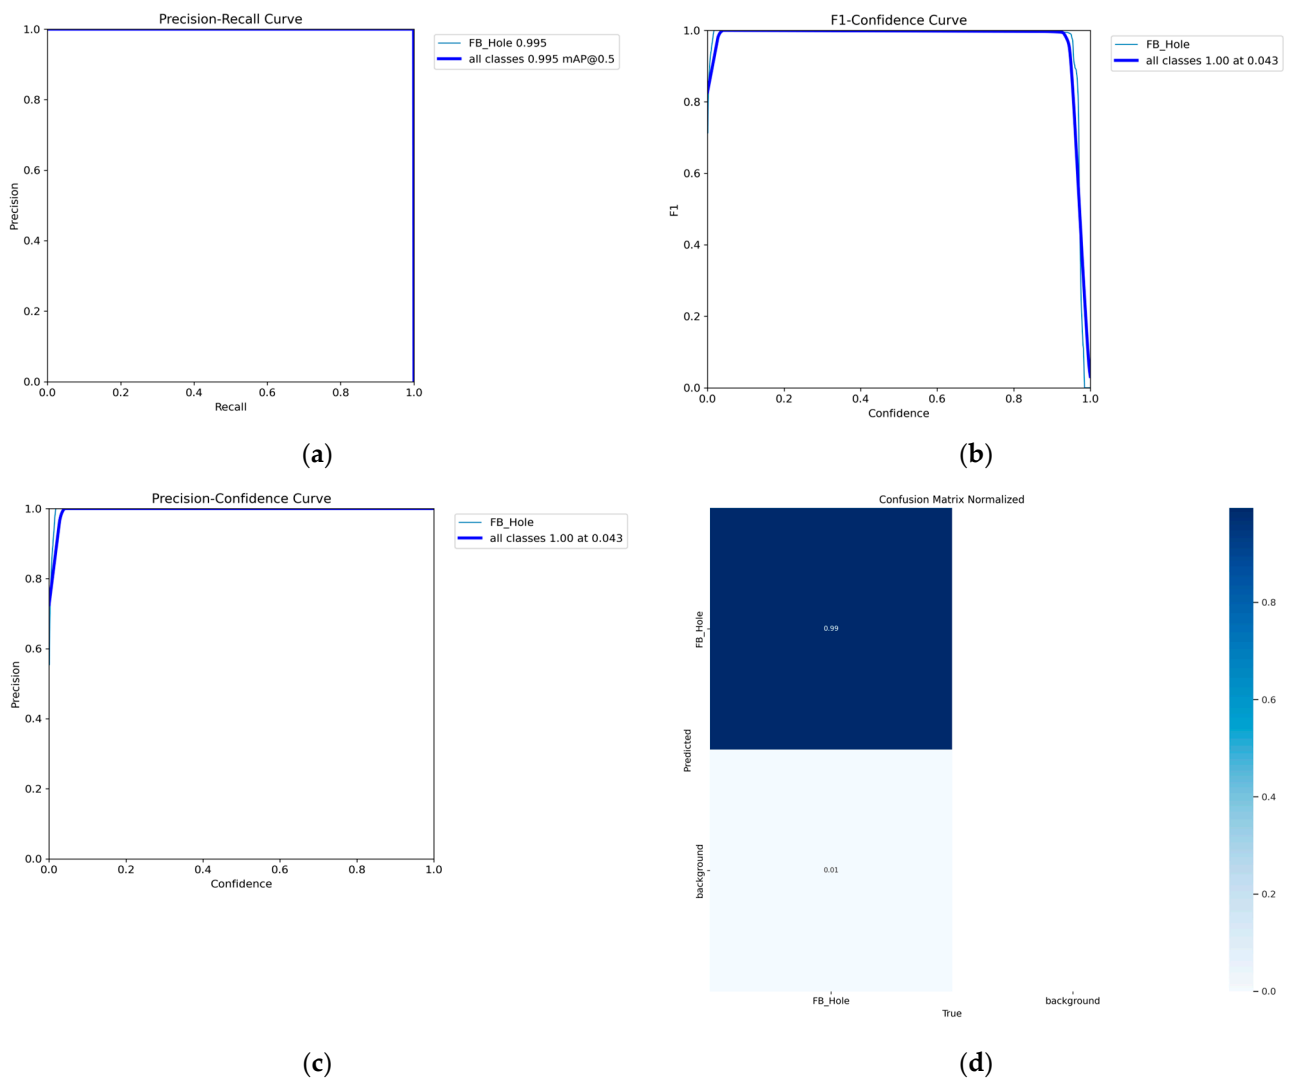 Precision-Recall Curve
1.0
0.8
0.6
0.4
0.2
0.0
Precision
0.0 0.2 0.4 0.6 0.8 1.0
Recall
FB_Hole 0.995
all classes 0.995 mAP@0.5
(a)
F1-Confidence Curve
1.0
0.8
0.6
0.4
0.2
0.0
F1
0.0 0.2 0.4 0.6 0.8 1.0
Confidence
FB_Hole
all classes 1.00 at 0.043
(b)
Precision-Confidence Curve
1.0
0.8
0.6
0.4
0.2
0.0
Precision
0.0 0.2 0.4 0.6 0.8 1.0
Confidence
FB_Hole
all classes 1.00 at 0.043
(c)
Confusion Matrix Normalized
FB_Hole
background
Predicted
0.99
0.01
FB_Hole background
True
0.8
0.6
0.4
0.2
0.0
(d)